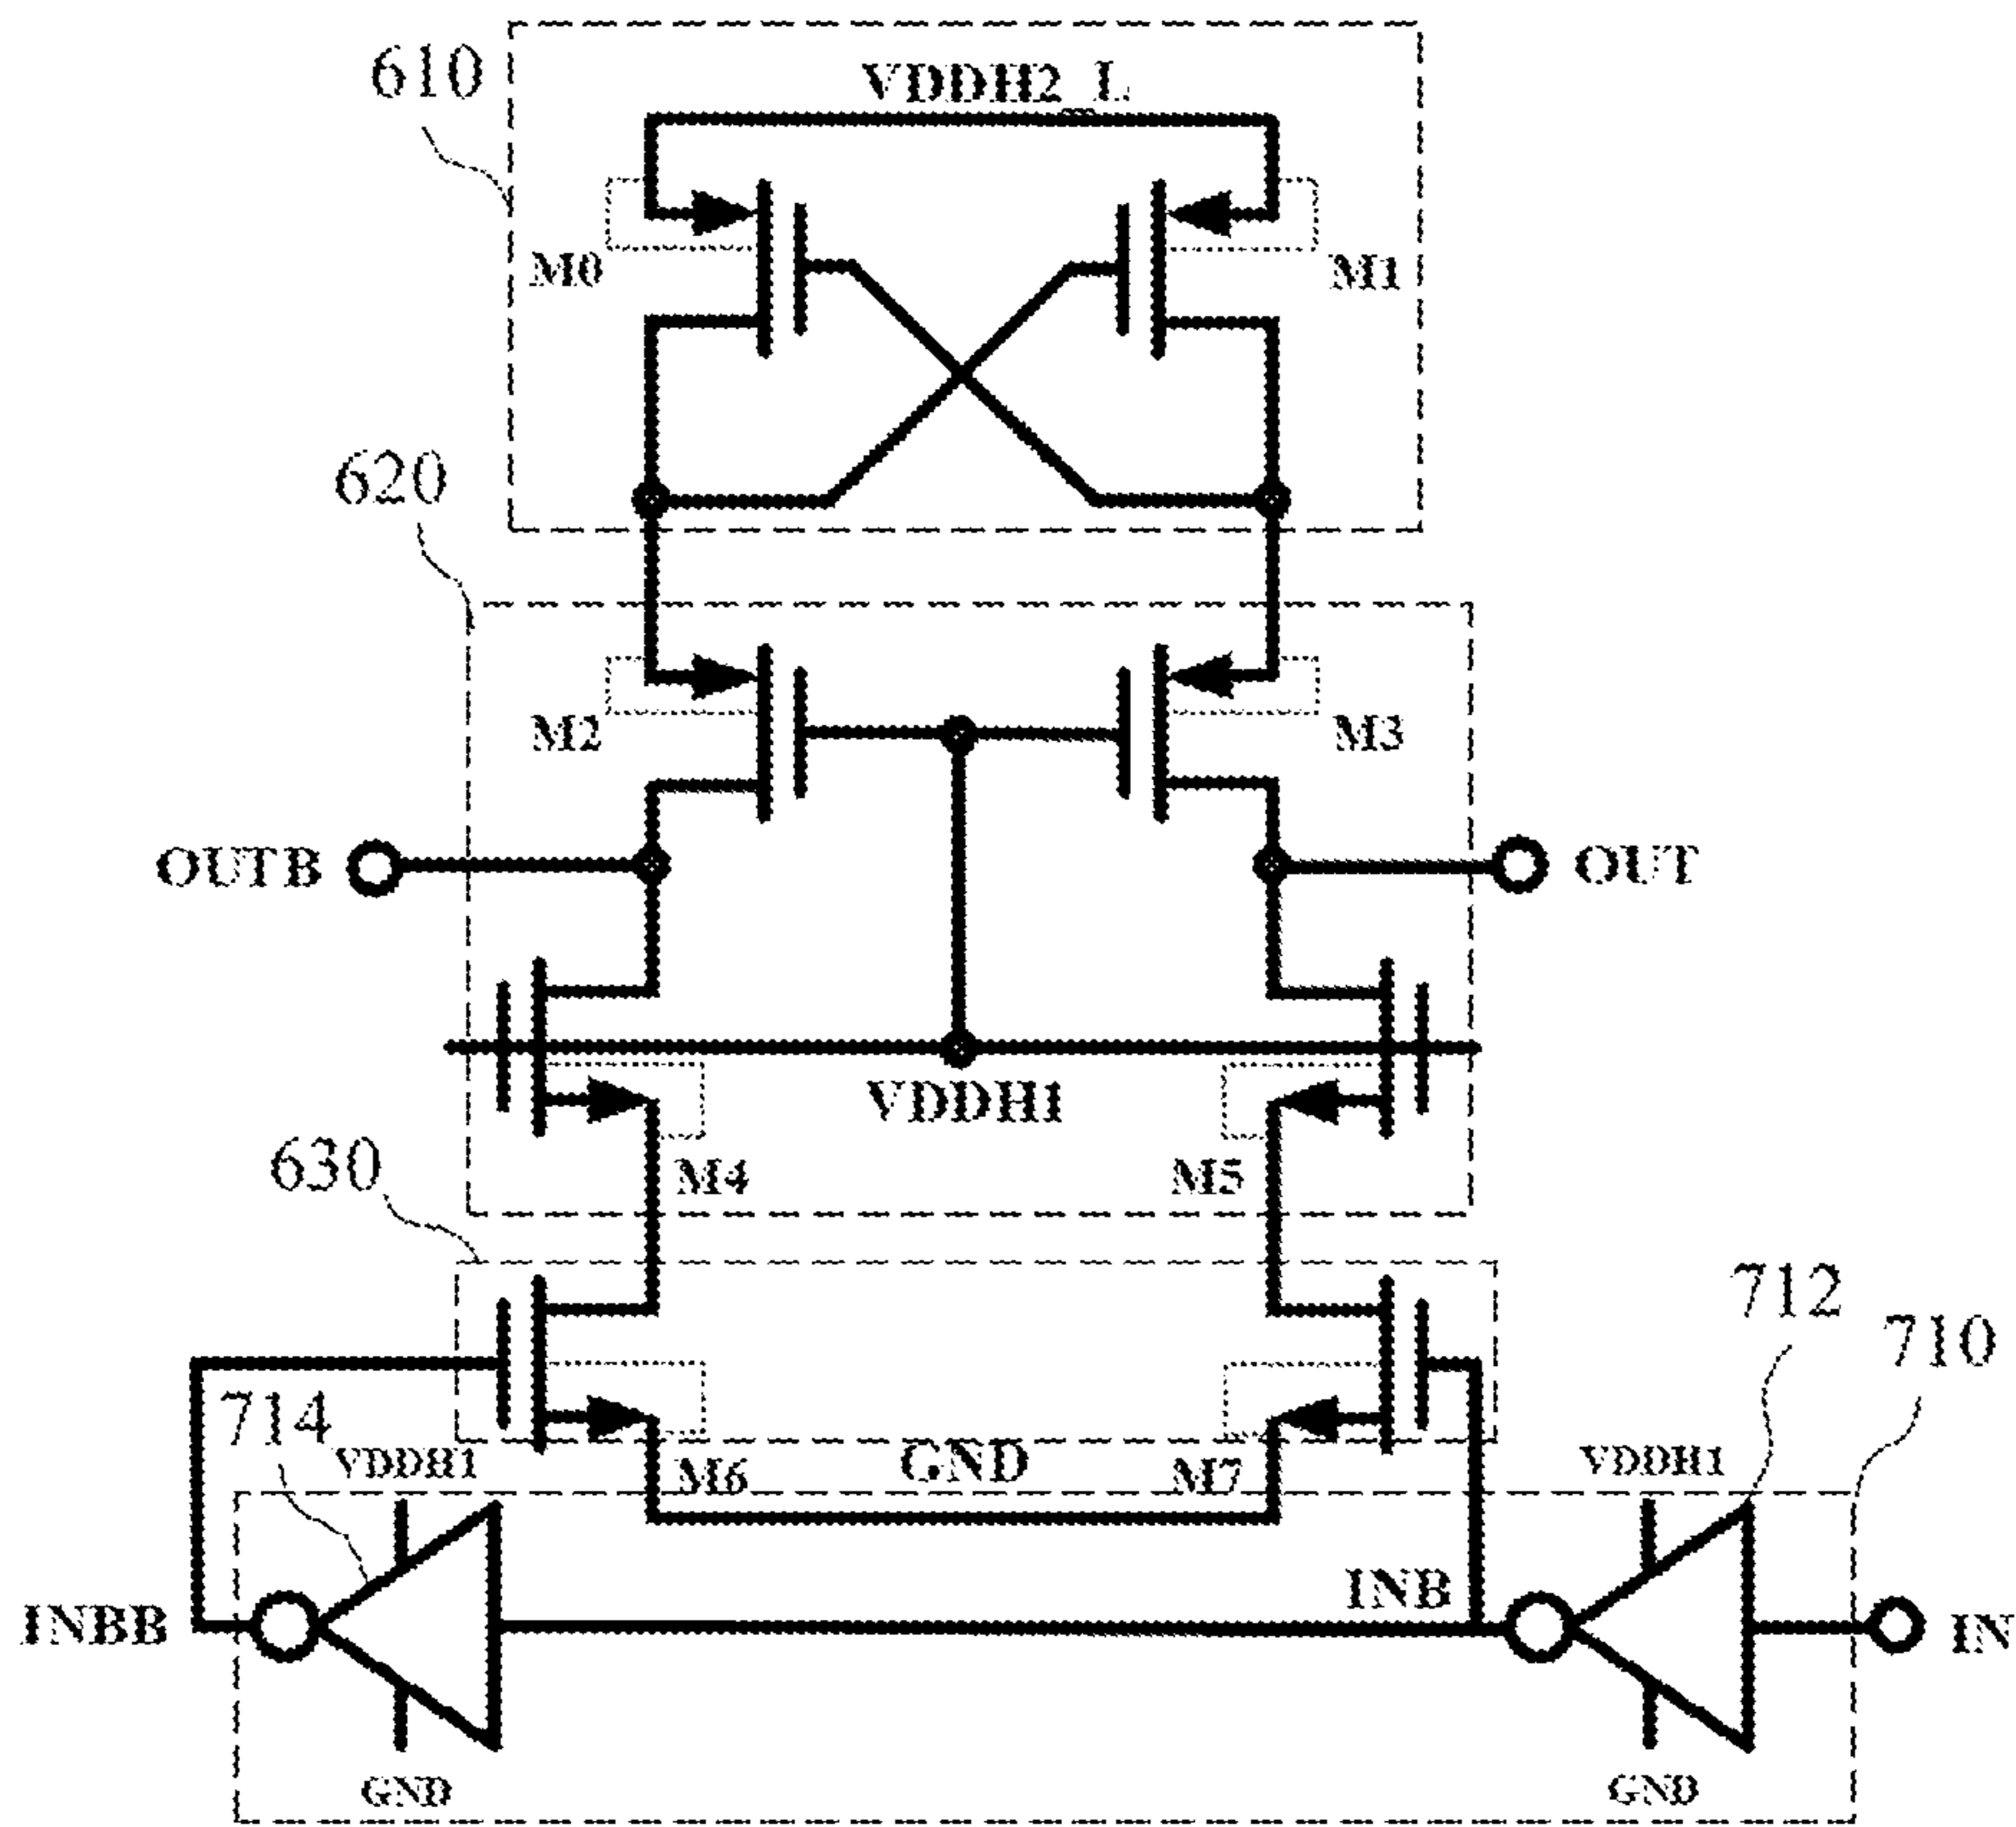 610
VDDH2_L
M0
M1
620
M2
M3
OUTB
OUT
VDDH1
630
M4
M5
712
710
714
VDDH1
M6
GND
M7
VDDH1
INB
INBB
IN
GND
GND